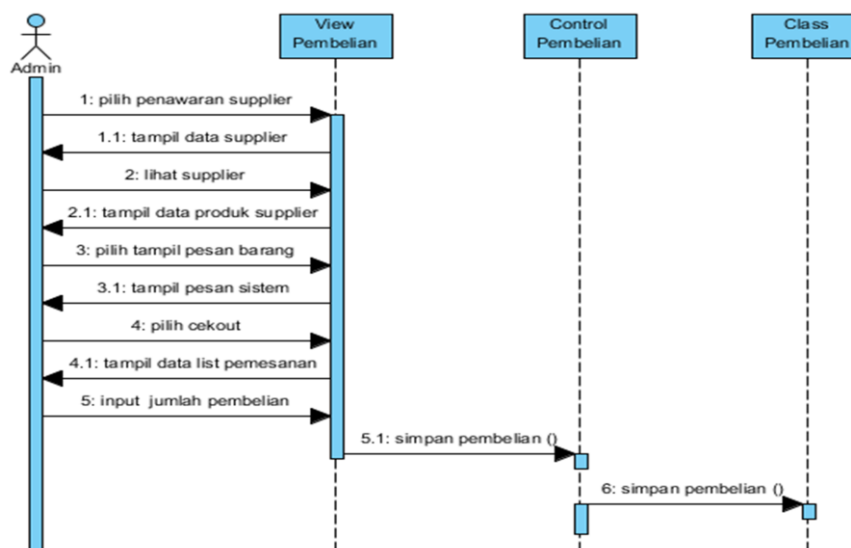 View
Pembelian
Control
Pembelian
Class
Pembelian
Admin
1: pilih penawaran supplier
1.1: tampil data supplier
2: lihat supplier
2.1: tampil data produk supplier
3: pilih tampil pesan barang
3.1: tampil pesan sistem
4: pilih cekout
4.1: tampil data list pemesanan
5: input jumlah pembelian
5.1: simpan pembelian ()
6: simpan pembelian ()